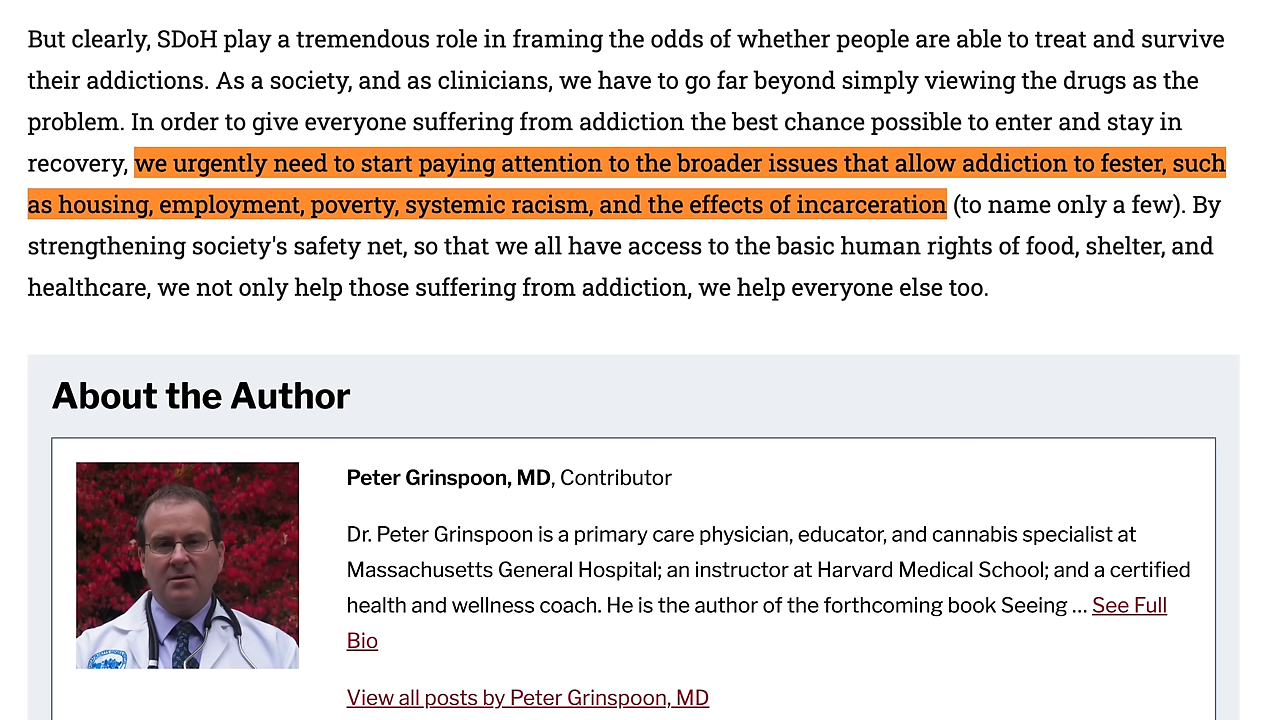 But clearly, SDoH play a tremendous role in framing the odds of whether people are able to treat and survive
their addictions. As a society, and as clinicians, we have to go far beyond simply viewing the drugs as the
problem. In order to give everyone suffering from addiction the best chance possible to enter and stay in
recovery, we urgently need to start paying attention to the broader issues that allow addiction to fester, such
as housing, employment, poverty, systemic racism, and the effects of incarceration (to name only a few). By
strengthening society's safety net, so that we all have access to the basic human rights of food, shelter, and
healthcare, we not only help those suffering from addiction, we help everyone else too.
About the Author
Peter Grinspoon, MD, Contributor
Dr. Peter Grinspoon is a primary care physician, educator, and cannabis specialist at
Massachusetts General Hospital; an instructor at Harvard Medical School; and a certified
health and wellness coach. He is the author of the forthcoming book Seeing … See Full
Bio
View all posts by Peter Grinspoon, MD